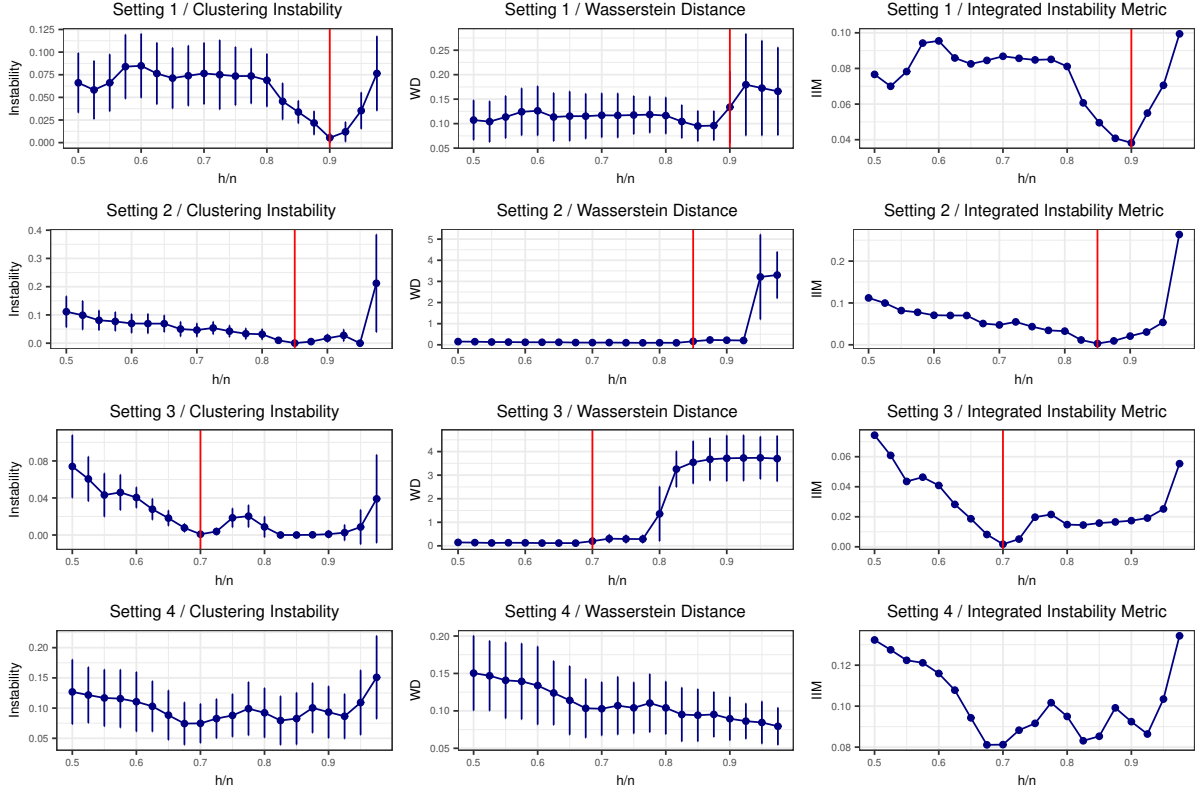 Setting 1 / Clustering Instability
Setting 1 / Wasserstein Distance
Setting 1 / Integrated Instability Metric
Instability
0.125
0.100
0.075
0.050
0.025
0.000
0.5 0.6 0.7 0.8 0.9
h/n
WD
0.25
0.20
0.15
0.10
0.05
0.5 0.6 0.7 0.8 0.9
h/n
IIM
0.10
0.08
0.06
0.04
0.5 0.6 0.7 0.8 0.9
h/n
Setting 2 / Clustering Instability
Setting 2 / Wasserstein Distance
Setting 2 / Integrated Instability Metric
Instability
0.4
0.3
0.2
0.1
0.0
0.5 0.6 0.7 0.8 0.9
h/n
WD
5
4
3
2
1
0
0.5 0.6 0.7 0.8 0.9
h/n
IIM
0.2
0.1
0.0
0.5 0.6 0.7 0.8 0.9
h/n
Setting 3 / Clustering Instability
Setting 3 / Wasserstein Distance
Setting 3 / Integrated Instability Metric
Instability
0.08
0.04
0.00
0.5 0.6 0.7 0.8 0.9
h/n
WD
4
3
2
1
0
0.5 0.6 0.7 0.8 0.9
h/n
IIM
0.06
0.04
0.02
0.00
0.5 0.6 0.7 0.8 0.9
h/n
Setting 4 / Clustering Instability
Setting 4 / Wasserstein Distance
Setting 4 / Integrated Instability Metric
Instability
0.20
0.15
0.10
0.05
0.5 0.6 0.7 0.8 0.9
h/n
WD
0.20
0.15
0.10
0.05
0.5 0.6 0.7 0.8 0.9
h/n
IIM
0.12
0.10
0.08
0.5 0.6 0.7 0.8 0.9
h/n